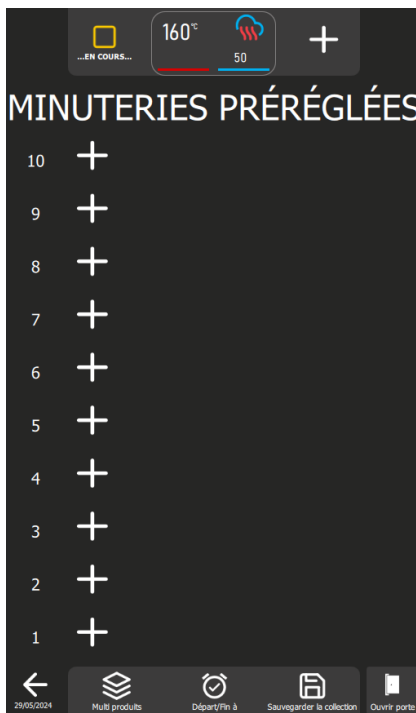 160°C
50
...EN COURS...
MINUTERIES PRÉRÉGLÉES
10
9
8
7
6
5
4
3
2
1
29/05/2024
Multi produits
Départ/Fin à
Sauvegarder la collection
Ouvrir porte